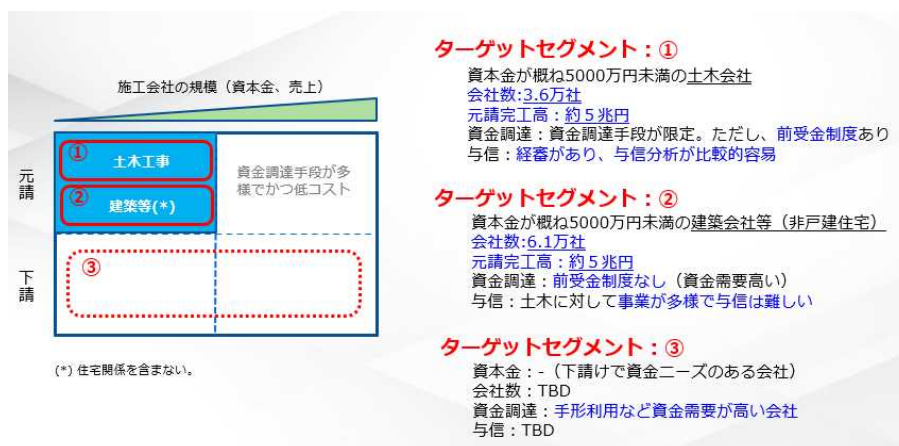 施工会社の規模（資本金、売上）
元請
下請
①
土木工事
②
建築等(*)
資金調達手段が多
様でかつ低コスト
③
(*) 住宅関係を含まない。
ターゲットセグメント：①
資本金が概ね5000万円未満の土木会社
会社数:3.6万社
元請完工高：約５兆円
資金調達：資金調達手段が限定。ただし、前受金制度あり
与信：経審があり、与信分析が比較的容易
ターゲットセグメント：②
資本金が概ね5000万円未満の建築会社等（非戸建住宅）
会社数:6.1万社
元請完工高：約５兆円
資金調達：前受金制度なし（資金需要高い）
与信：土木に対して事業が多様で与信は難しい
ターゲットセグメント：③
資本金：-（下請けで資金ニーズのある会社）
会社数：TBD
資金調達：手形利用など資金需要が高い会社
与信：TBD